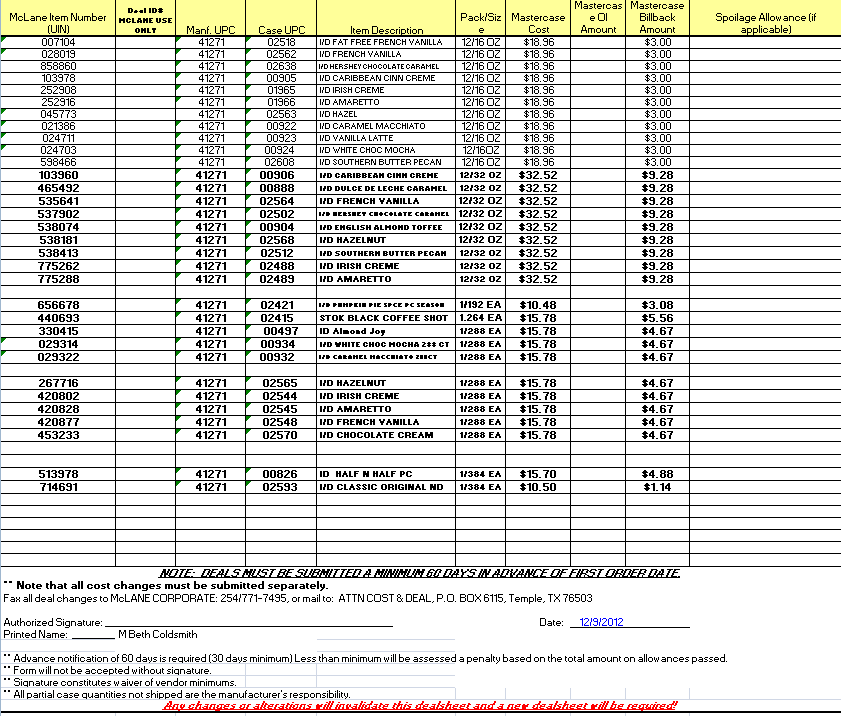 McLane Item Number (UIN) Deal ID# MCLANE USE ONLY Manf. UPC Case UPC Item Description Pack/Size Mastercase Cost Mastercase OI Amount Mastercase Billback Amount Spoilage Allowance (if applicable)
007104 41271 02518 I/D FAT FREE FRENCH VANILLA 12/16 OZ $18.96 $3.00
028019 41271 02562 I/D FRENCH VANILLA 12/16 OZ $18.96 $3.00
858860 41271 02638 I/D HERSHEY CHOCOLATE CARAMEL 12/16 OZ $18.96 $3.00
103978 41271 00905 I/D CARIBBEAN CINN CREME 12/16 OZ $18.96 $3.00
252908 41271 01965 I/D IRISH CREME 12/16 OZ $18.96 $3.00
252916 41271 01966 I/D AMARETTO 12/16 OZ $18.96 $3.00
045773 41271 02563 I/D HAZEL 12/16 OZ $18.96 $3.00
021386 41271 00922 I/D CARAMEL MACCHIATO 12/16 OZ $18.96 $3.00
024711 41271 00923 I/D VANILLA LATTE 12/16 OZ $18.96 $3.00
024703 41271 00924 I/D WHITE CHOC MOCHA 12/16OZ $18.96 $3.00
598466 41271 02608 I/D SOUTHERN BUTTER PECAN 12/16 OZ $18.96 $3.00
103960 41271 00906 I/D CARIBBEAN CINN CREME 12/32 OZ $32.52 $9.28
465492 41271 00888 I/D DULCE DE LECHE CARAMEL 12/32 OZ $32.52 $9.28
535641 41271 02564 I/D FRENCH VANILLA 12/32 OZ $32.52 $9.28
537902 41271 02502 I/D HERSHEY CHOCOLATE CARAMEL 12/32 OZ $32.52 $9.28
538074 41271 00904 I/D ENGLISH ALMOND TOFFEE 12/32 OZ $32.52 $9.28
538181 41271 02568 I/D HAZELNUT 12/32 OZ $32.52 $9.28
538413 41271 02512 I/D SOUTHERN BUTTER PECAN 12/32 OZ $32.52 $9.28
775262 41271 02488 I/D IRISH CREME 12/32 OZ $32.52 $9.28
775288 41271 02489 I/D AMARETTO 12/32 OZ $32.52 $9.28
656678 41271 02421 I/D PUMPKIN PIE SPCE PC SEASON 1/192 EA $10.48 $3.08
440693 41271 02415 STOK BLACK COFFEE SHOT 1.264 EA $15.78 $5.56
330415 41271 00497 ID Almond Joy 1/288 EA $15.78 $4.67
029314 41271 00934 I/D WHITE CHOC MOCHA 288 CT 1/288 EA $15.78 $4.67
029322 41271 00932 I/D CARAMEL MACCHIATO 288CT 1/288 EA $15.78 $4.67
267716 41271 02565 I/D HAZELNUT 1/288 EA $15.78 $4.67
420802 41271 02544 I/D IRISH CREME 1/288 EA $15.78 $4.67
420828 41271 02545 I/D AMARETTO 1/288 EA $15.78 $4.67
420877 41271 02548 I/D FRENCH VANILLA 1/288 EA $15.78 $4.67
453233 41271 02570 I/D CHOCOLATE CREAM 1/288 EA $15.78 $4.67
513978 41271 00826 ID HALF N HALF PC 1/384 EA $15.70 $4.88
714691 41271 02593 I/D CLASSIC ORIGINAL ND 1/384 EA $10.50 $1.14
NOTE: DEALS MUST BE SUBMITTED A MINIMUM 60 DAYS IN ADVANCE OF FIRST ORDER DATE.
** Note that all cost changes must be submitted separately.
Fax all deal changes to McLANE CORPORATE: 254/771-7495, or mail to: ATTN COST & DEAL, P.O. BOX 6115, Temple, TX 76503
Authorized Signature: Date: 12/9/2012
Printed Name: M Beth Coldsmith
** Advance notification of 60 days is required (30 days minimum) Less than minimum will be assessed a penalty based on the total amount on allowances passed.
** Form will not be accepted without signature.
** Signature constitutes waiver of vendor minimums.
** All partial case quantities not shipped are the manufacturer's responsibility.
Any changes or alterations will invalidate this dealsheet and a new dealsheet will be required!